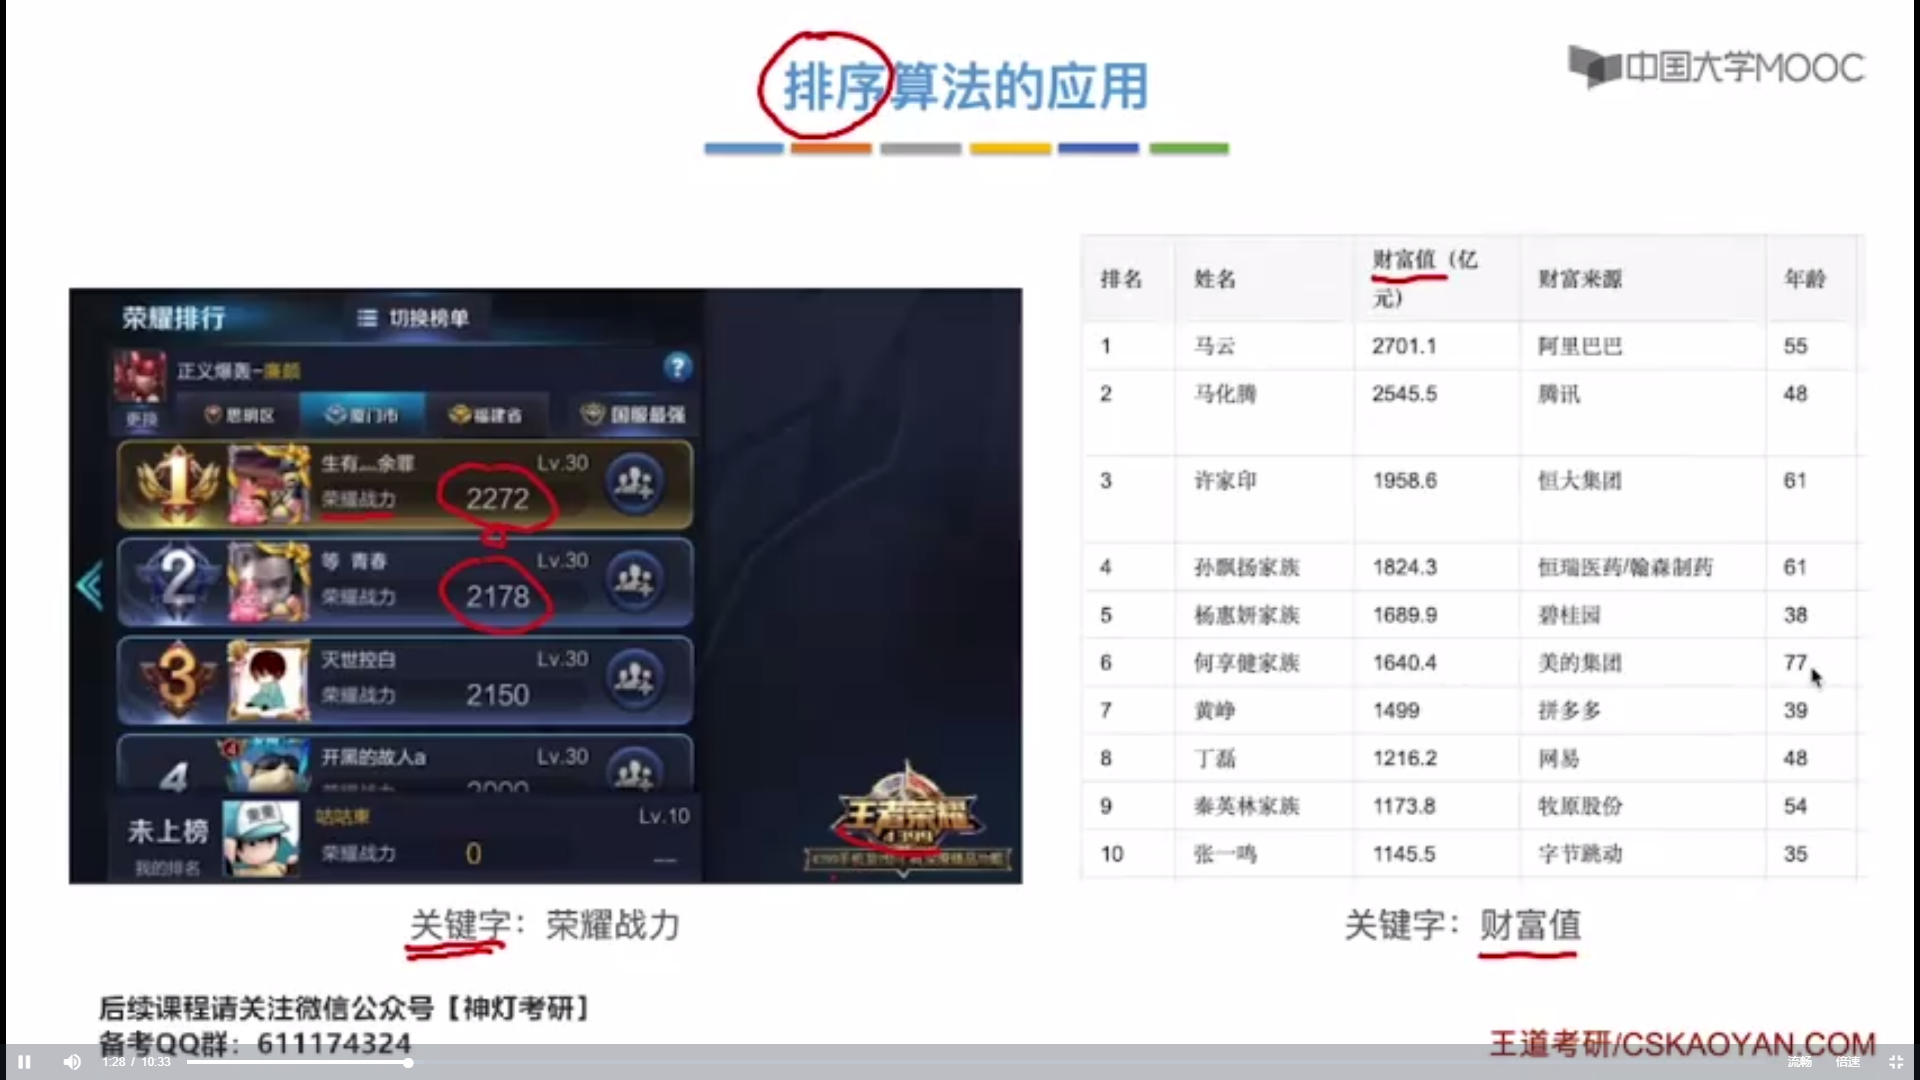 排序算法的应用
中国大学MOOC
荣耀排行
切换榜单
正义爆轰-廉颇
?
更换
思明区
厦门市
福建省
国服最强
1
生有灬余罪
Lv.30
荣耀战力
2272
2
等 青春
Lv.30
荣耀战力
2178
3
灭世控白
Lv.30
荣耀战力
2150
4
开黑的故人a
Lv.30
未上榜
我的排名
咕咕東
Lv.10
荣耀战力
0
王者荣耀
4399
关键字：荣耀战力
排名 姓名 财富值（亿
元） 财富来源 年龄
1 马云 2701.1 阿里巴巴 55
2 马化腾 2545.5 腾讯 48
3 许家印 1958.6 恒大集团 61
4 孙飘扬家族 1824.3 恒瑞医药/翰森制药 61
5 杨惠妍家族 1689.9 碧桂园 38
6 何享健家族 1640.4 美的集团 77
7 黄峥 1499 拼多多 39
8 丁磊 1216.2 网易 48
9 秦英林家族 1173.8 牧原股份 54
10 张一鸣 1145.5 字节跳动 35
关键字：财富值
后续课程请关注微信公众号【神灯考研】
备考QQ群：611174324
王道考研/CSKAOYAN.COM
1:28 / 10:33
流畅
倍速